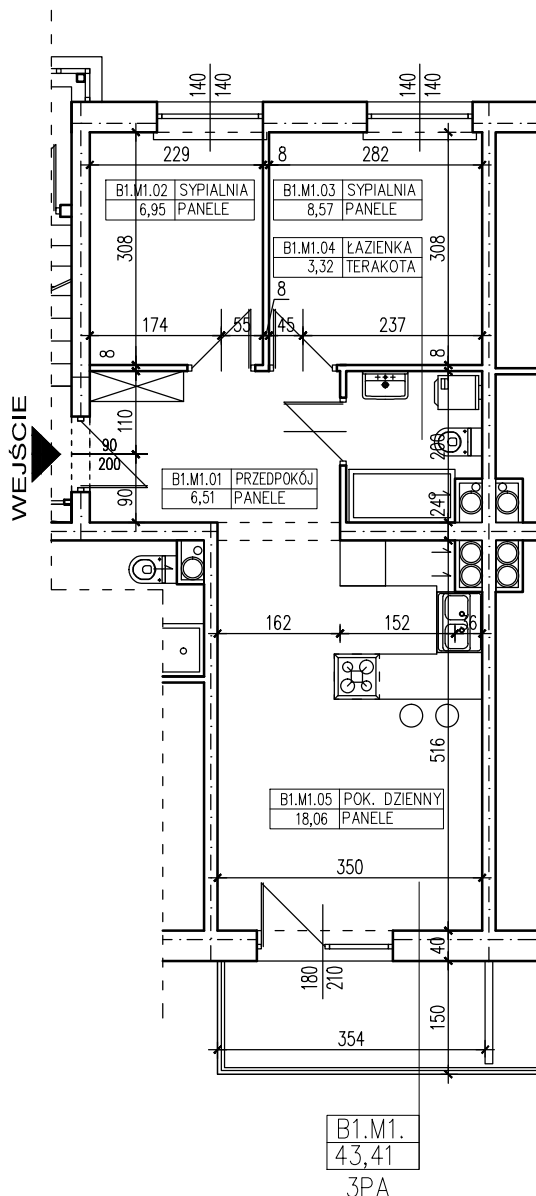 140 140
140 140
229 8 282
B1.M1.02 SYPIALNIA
6,95 PANELE
B1.M1.03 SYPIALNIA
8,57 PANELE
B1.M1.04 ŁAZIENKA
3,32 TERAKOTA
308
308
8
174 55 45 237
8
8
WEJŚCIE
110
90
200
90
B1.M1.01 PRZEDPOKÓJ
6,51 PANELE
24
162 152 36
516
B1.M1.05 POK. DZIENNY
18,06 PANELE
350
40
180 210
150
354
B1.M1.
43,41
3PA